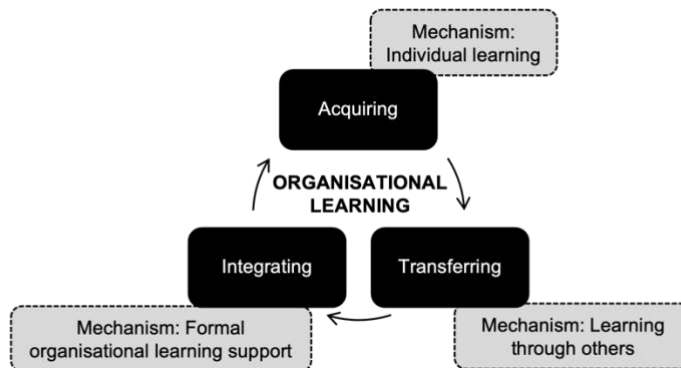 Mechanism:
Individual learning
Acquiring
ORGANISATIONAL
LEARNING
Integrating
Transferring
Mechanism: Formal
organisational learning support
Mechanism: Learning
through others